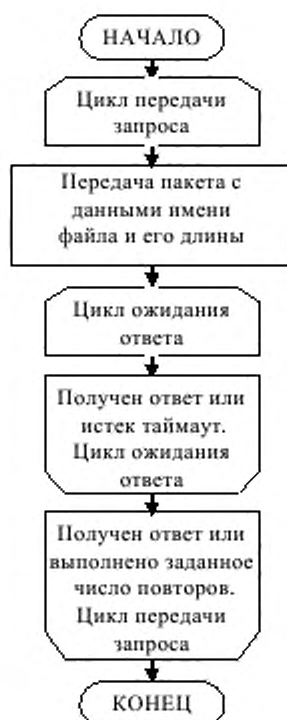 НАЧАЛО
Цикл передачи
запроса
Передача пакета с
данными имени
файла и его длины
Цикл ожидания
ответа
Получен ответ или
истек таймаут.
Цикл ожидания
ответа
Получен ответ или
выполнено заданное
число повторов.
Цикл передачи
запроса
КОНЕЦ